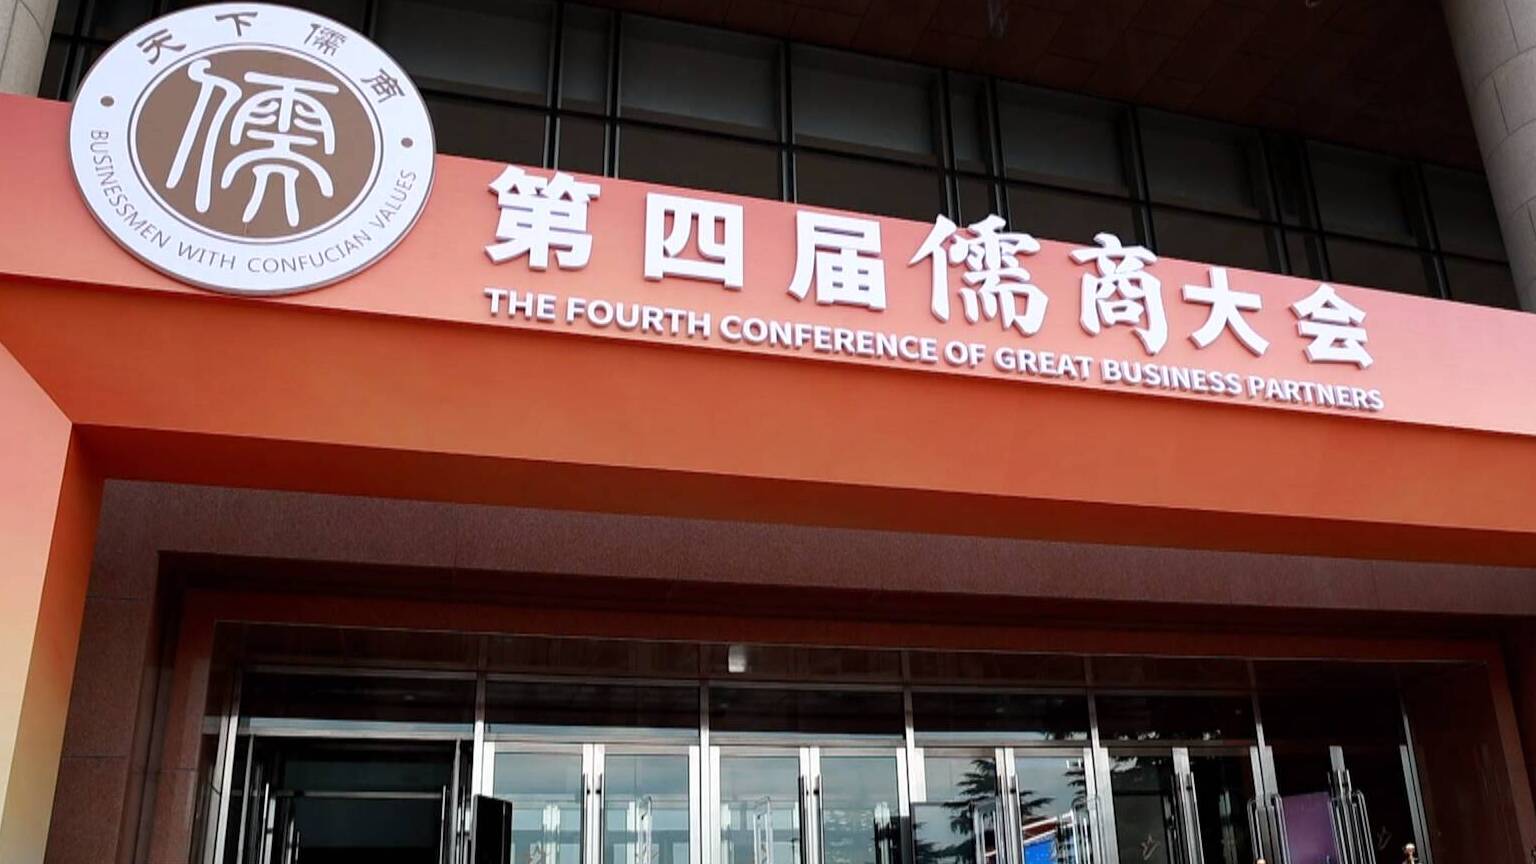 天下儒商
儒
BUSINESSMEN WITH CONFUCIAN VALUES
第四届儒商大会
THE FOURTH CONFERENCE OF GREAT BUSINESS PARTNERS